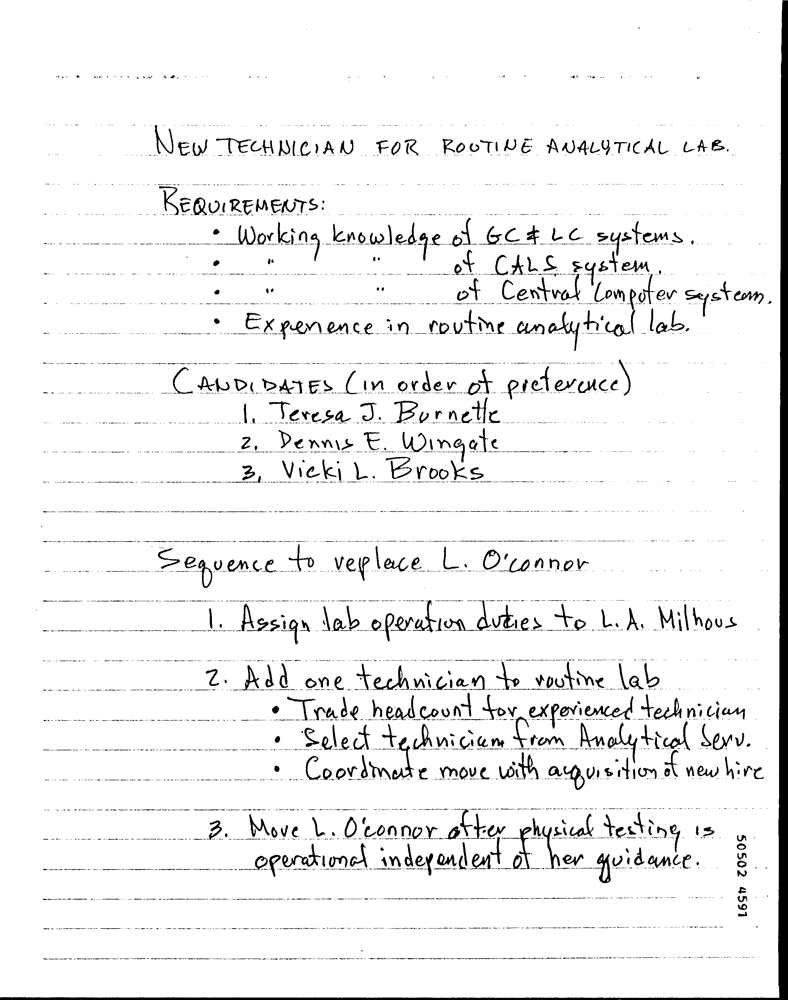 NEW TECHNICIAN FOR ROUTINE ANALYTICAL LAB.
REQUIREMENTS:
• Working knowledge of GC & LC systems.
• " " of CALS system.
• " " of Central Computer system.
• Experience in routine analytical lab.
CANDIDATES (in order of preference)
1. Teresa J. Burnette
2. Dennis E. Wingate
3. Vicki L. Brooks
Sequence to replace L. O'connor
1. Assign lab operation duties to L.A. Milhous
2. Add one technician to routine lab
• Trade headcount for experienced technician
• Select technician from Analytical Serv.
• Coordinate move with acquisition of new hire
3. Move L. O'connor after physical testing is
operational independent of her guidance.
50502 4591